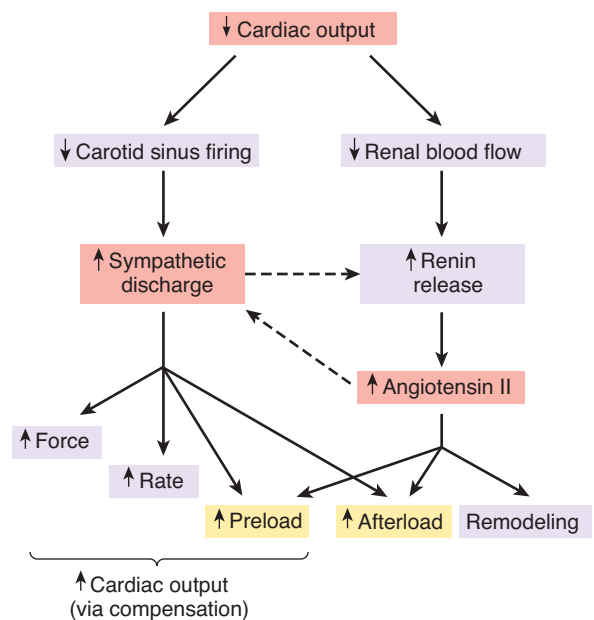 ↓ Cardiac output
↓ Carotid sinus firing
↓ Renal blood flow
↑ Sympathetic
discharge
↑ Renin
release
↑ Angiotensin II
↑ Force
↑ Rate
↑ Preload
↑ Afterload
Remodeling
↑ Cardiac output
(via compensation)